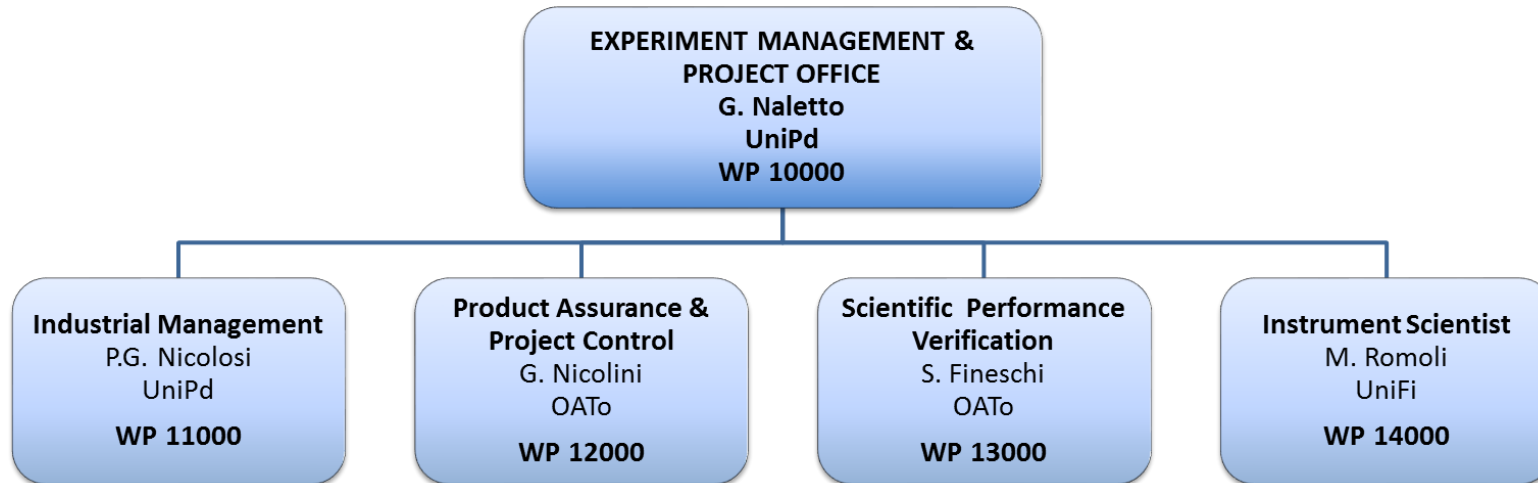 EXPERIMENT MANAGEMENT &
PROJECT OFFICE
G. Naletto
UniPd
WP 10000
Industrial Management
P.G. Nicolosi
UniPd
WP 11000
Product Assurance &
Project Control
G. Nicolini
OATo
WP 12000
Scientific Performance
Verification
S. Fineschi
OATo
WP 13000
Instrument Scientist
M. Romoli
UniFi
WP 14000